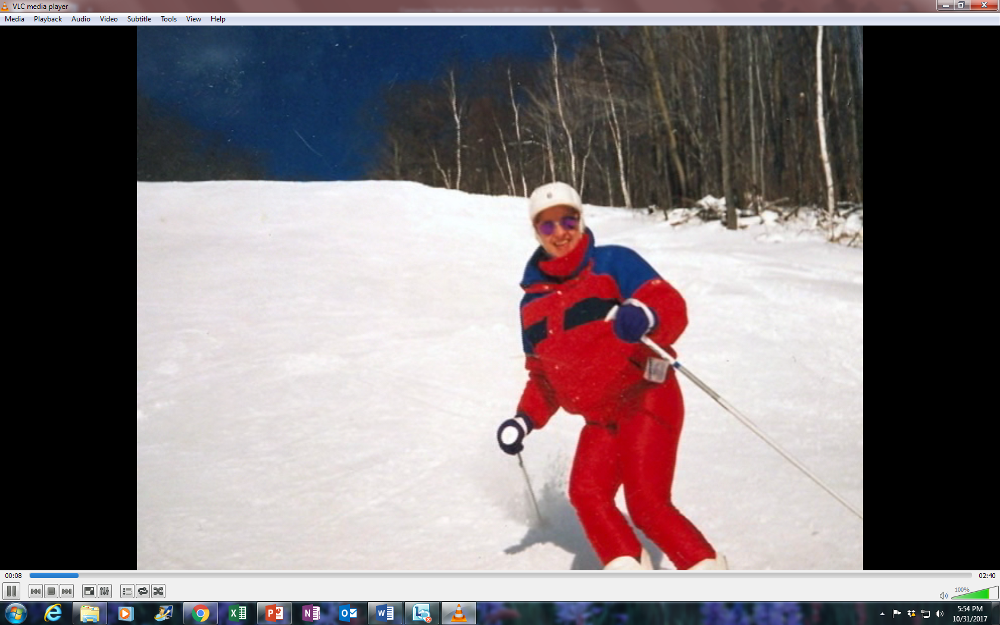 VLC media player
Media Playback Audio Video Subtitle Tools View Help
00:08
02:40
100%
5:54 PM
10/31/2017